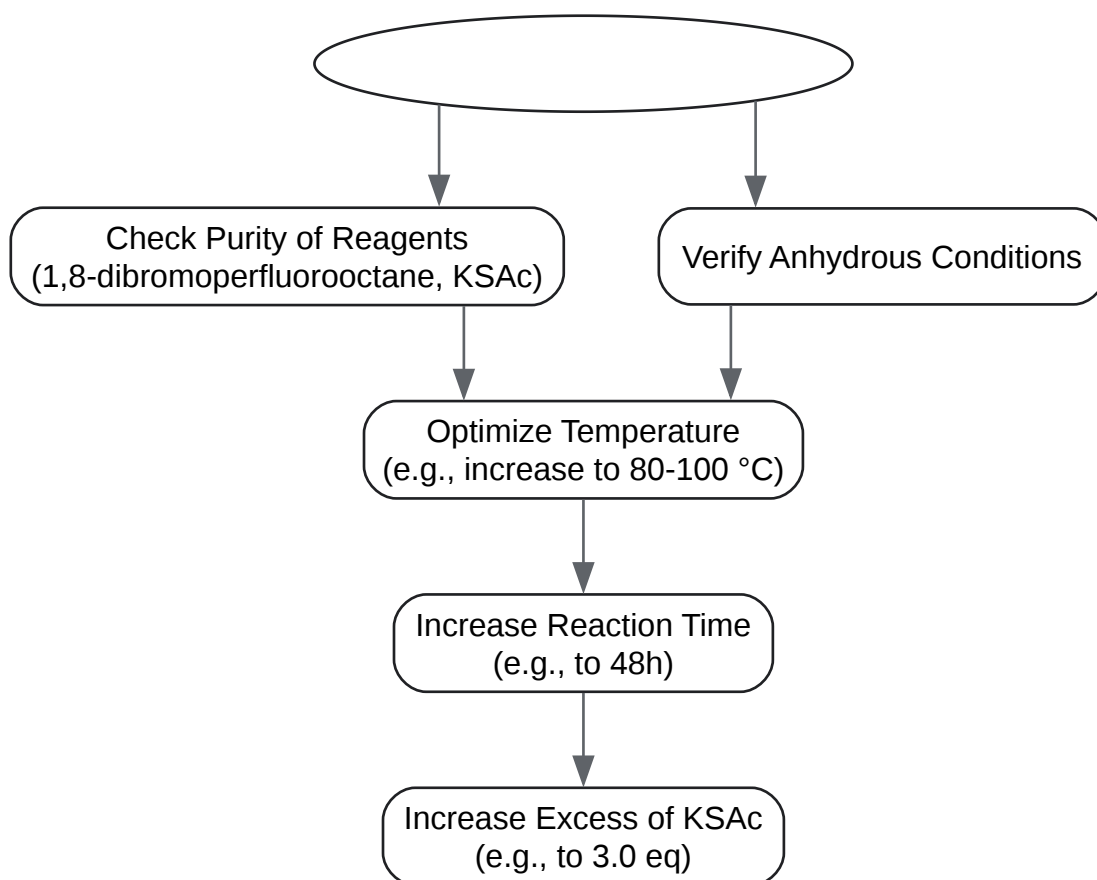 Check Purity of Reagents
(1,8-dibromoperfluorooctane, KSAc)
Verify Anhydrous Conditions
Optimize Temperature
(e.g., increase to 80-100 °C)
Increase Reaction Time
(e.g., to 48h)
Increase Excess of KSAc
(e.g., to 3.0 eq)